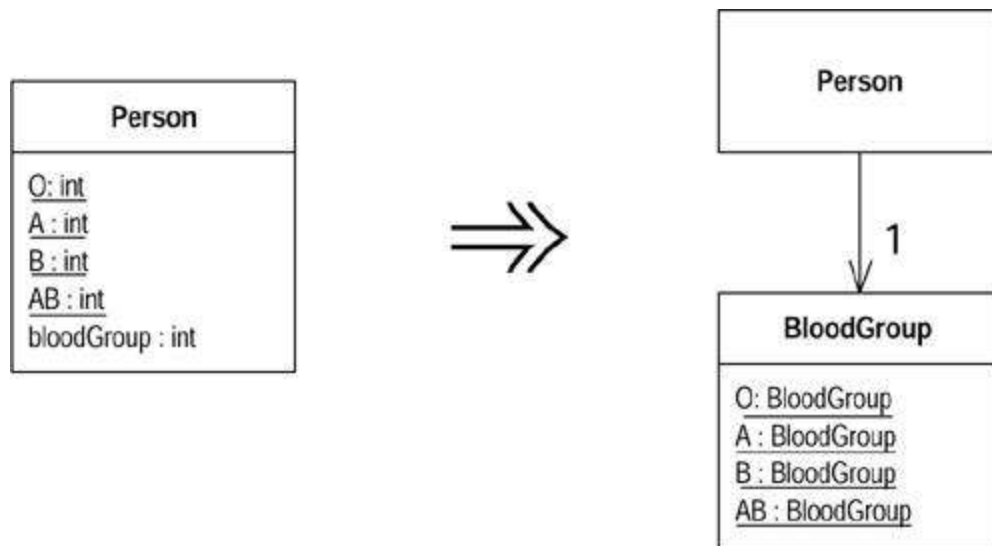 Person
O: int
A : int
B : int
AB : int
bloodGroup : int
Person
1
BloodGroup
O: BloodGroup
A : BloodGroup
B : BloodGroup
AB : BloodGroup